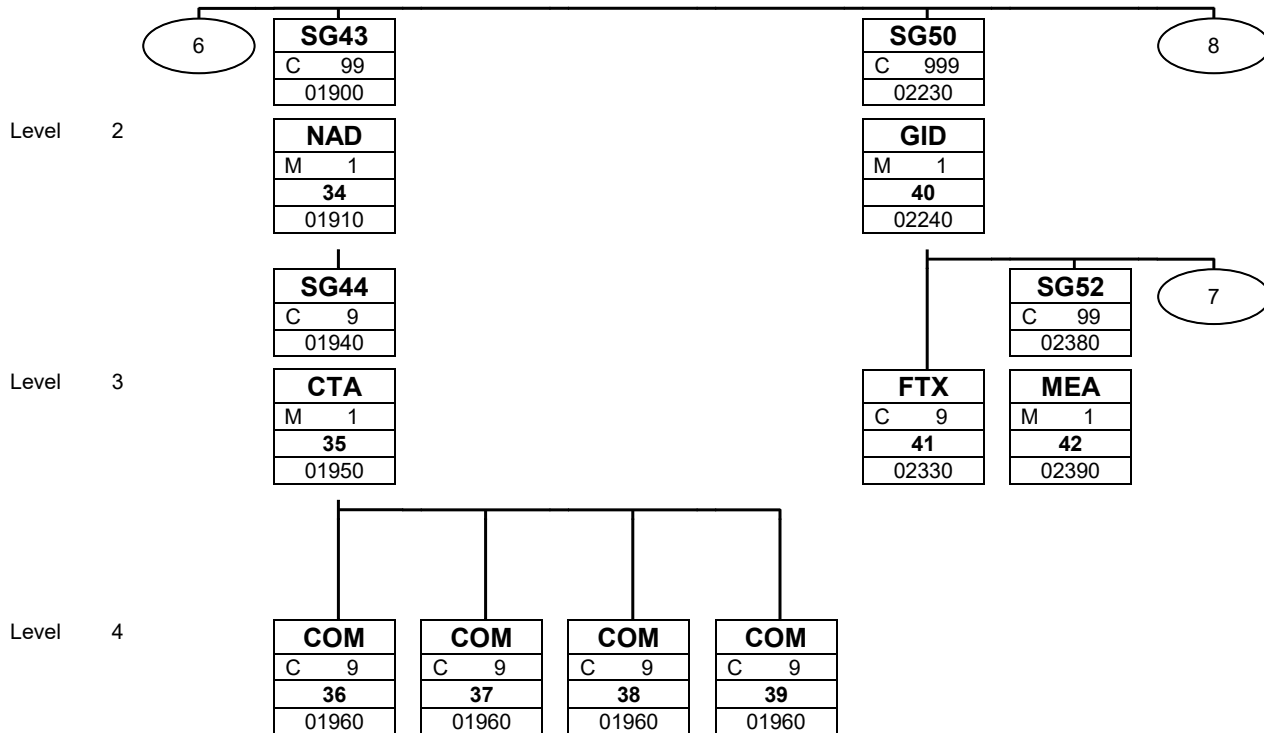 6
SG43
C 99
01900
SG50
C 999
02230
8
Level 2
NAD
M 1
34
01910
GID
M 1
40
02240
SG44
C 9
01940
SG52
C 99
02380
7
Level 3
CTA
M 1
35
01950
FTX
C 9
41
02330
MEA
M 1
42
02390
Level 4
COM
C 9
36
01960
COM
C 9
37
01960
COM
C 9
38
01960
COM
C 9
39
01960